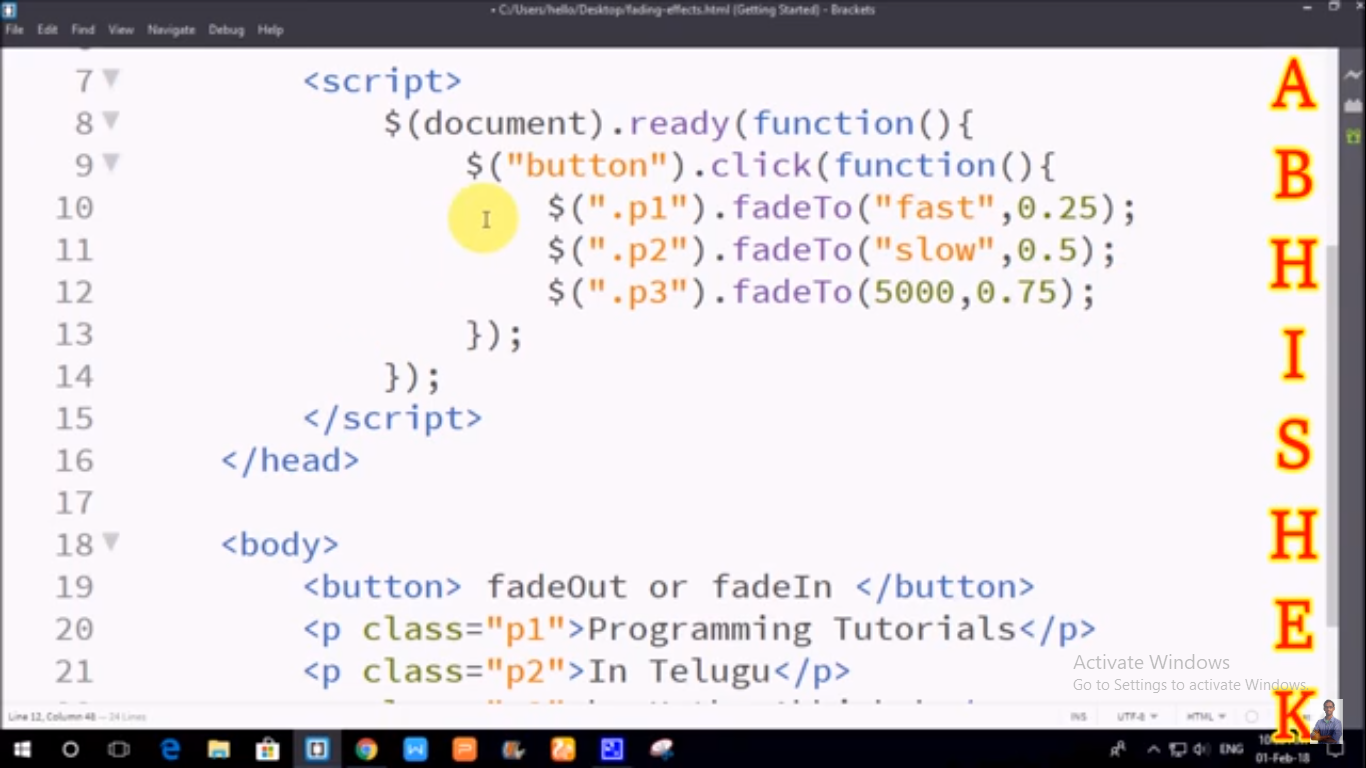 • C:/Users/hello/Desktop/fading-effects.html (Getting Started) - Brackets
File Edit Find View Navigate Debug Help
7 <script>
8 $(document).ready(function(){
9 $("button").click(function(){
10 $(".p1").fadeTo("fast",0.25);
11 $(".p2").fadeTo("slow",0.5);
12 $(".p3").fadeTo(5000,0.75);
13 });
14 });
15 </script>
16 </head>
17
18 <body>
19 <button> fadeOut or fadeIn </button>
20 <p class="p1">Programming Tutorials</p>
21 <p class="p2">In Telugu</p>
A
B
H
I
S
H
E
K
Activate Windows
Go to Settings to activate Windows.
Line 12, Column 48 — 24 Lines
INS UTF-8 HTML
ENG
01-Feb-18